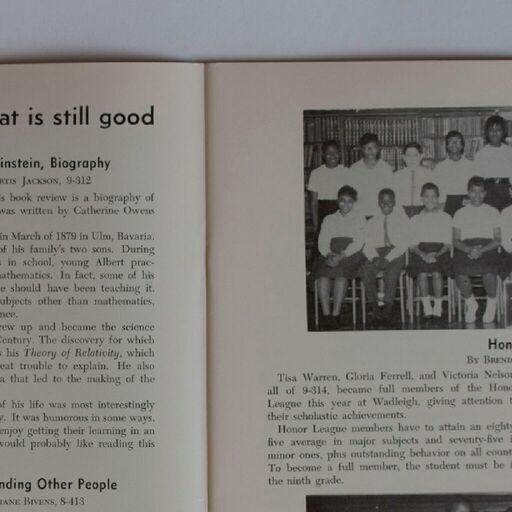 at is still good
instein, Biography
RTIS JACKSON, 9-312
s book review is a biography of
was written by Catherine Owens
in March of 1879 in Ulm, Bavaria.
of his family's two sons. During
s in school, young Albert prac-
athematics. In fact, some of his
e should have been teaching it.
ubjects other than mathematics,
nce.
rew up and became the science
Century. The discovery for which
s his Theory of Relativity, which
eat trouble to explain. He also
a that led to the making of the
of his life was most interestingly
y. It was humorous in some ways.
enjoy getting their learning in an
would probably like reading this
nding Other People
IANE BIVENS, 8-413
Hon
BY BREND
Tisa Warren, Gloria Ferrell, and Victoria Nelson
all of 9-314, became full members of the Hono
League this year at Wadleigh, giving attention t
their scholastic achievements.
Honor League members have to attain an eighty
five average in major subjects and seventy-five i
minor ones, plus outstanding behavior on all count
To become a full member, the student must be i
the ninth grade.